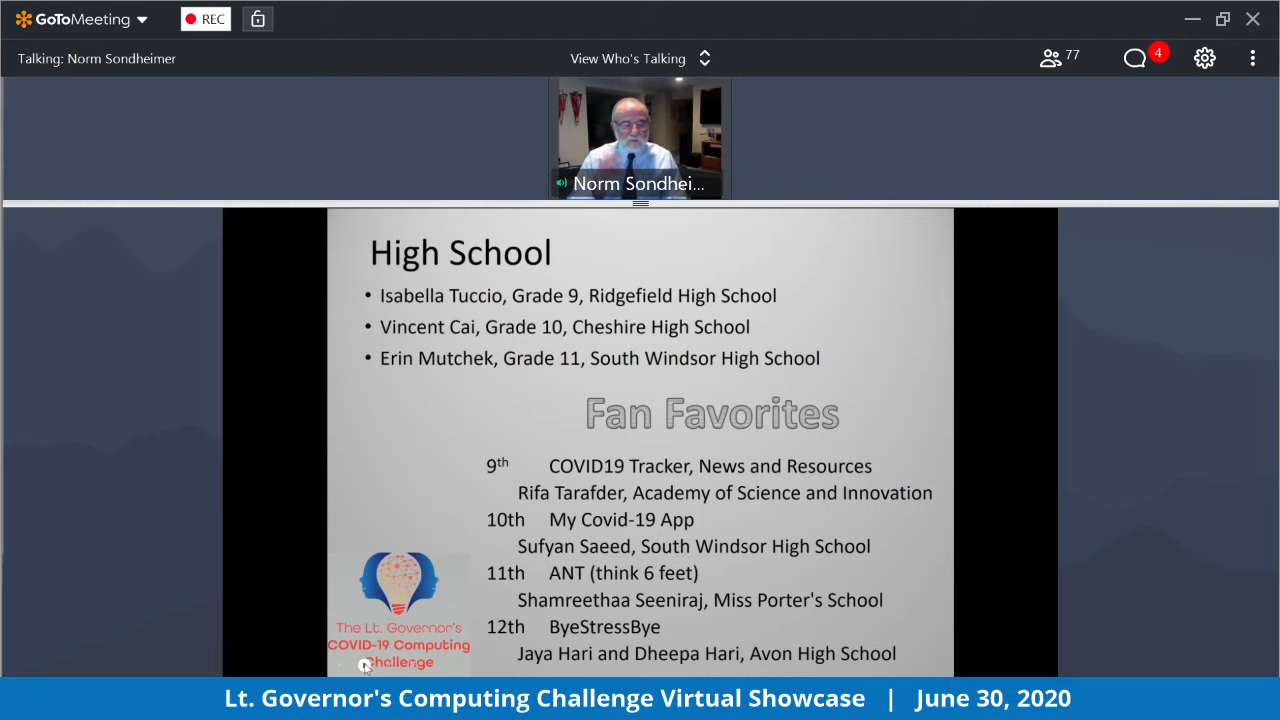 GoToMeeting
REC
Talking: Norm Sondheimer
View Who's Talking
77
4
Norm Sondhei...
High School
• Isabella Tuccio, Grade 9, Ridgefield High School
• Vincent Cai, Grade 10, Cheshire High School
• Erin Mutchek, Grade 11, South Windsor High School
Fan Favorites
9th COVID19 Tracker, News and Resources
Rifa Tarafder, Academy of Science and Innovation
10th My Covid-19 App
Sufyan Saeed, South Windsor High School
11th ANT (think 6 feet)
Shamreethaa Seeniraj, Miss Porter's School
12th ByeStressBye
Jaya Hari and Dheepa Hari, Avon High School
The Lt. Governor's
COVID-19 Computing
Challenge
Lt. Governor's Computing Challenge Virtual Showcase | June 30, 2020